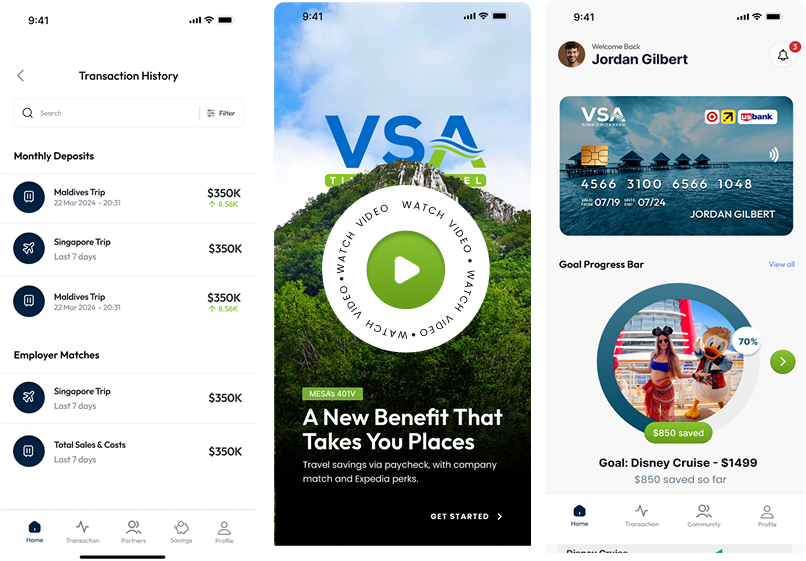 9:41
Transaction History
Search
Filter
Monthly Deposits
Maldives Trip
$350K
22 Mar 2024 - 20:31
8.56K
Singapore Trip
$350K
Last 7 days
Maldives Trip
$350K
22 Mar 2024 - 20:31
8.56K
Employer Matches
Singapore Trip
$350K
Last 7 days
Total Sales & Costs
$350K
Last 7 days
Home
Transaction
Partners
Savings
Profile
9:41
VSA
WATCH VIDEO • WATCH VIDEO • WATCH VIDEO • WATCH VIDEO
MESA's 401V
A New Benefit That
Takes You Places
Travel savings via paycheck, with company
match and Expedia perks.
GET STARTED
9:41
Welcome Back
Jordan Gilbert
3
VSA
usbank
4566 3100 6566 1048
VALID FROM 07/19 UNTIL END 07/24
JORDAN GILBERT
Goal Progress Bar
View all
70%
$850 saved
Goal: Disney Cruise - $1499
$850 saved so far
Home
Transaction
Community
Profile
Disney Cruise